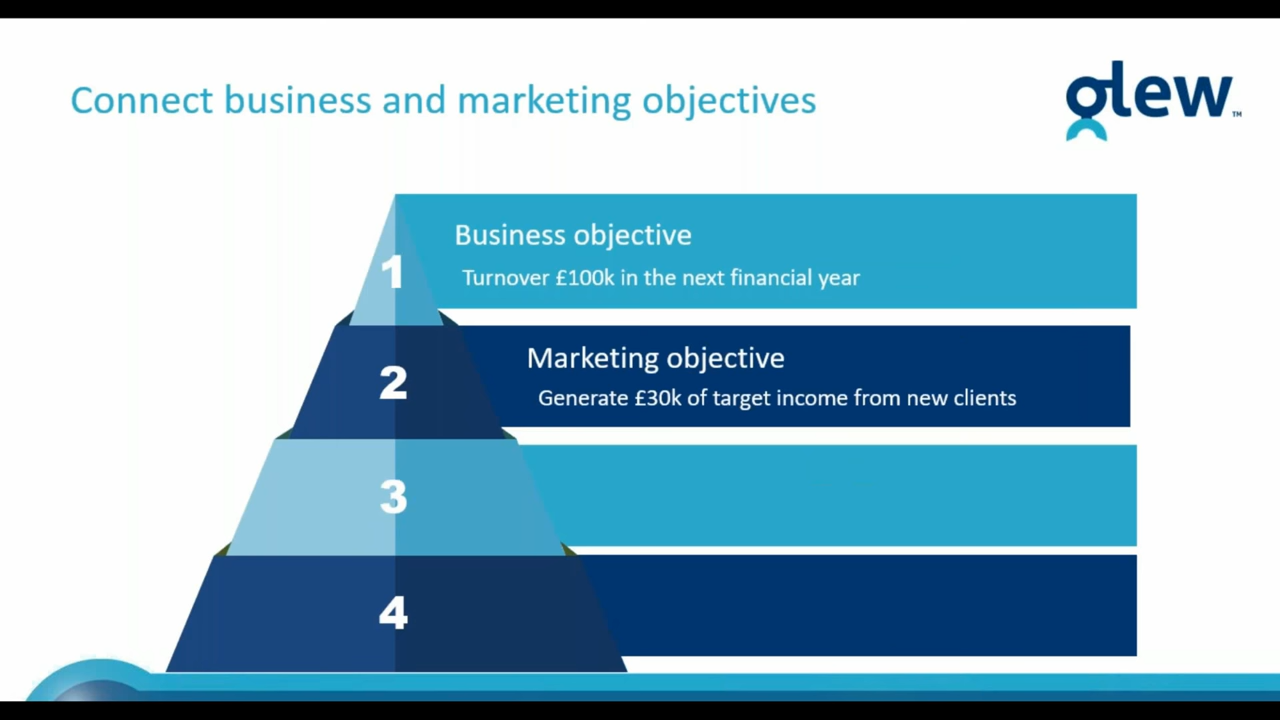 Connect business and marketing objectives
glew
TM
1
Business objective
Turnover £100k in the next financial year
2
Marketing objective
Generate £30k of target income from new clients
3
4